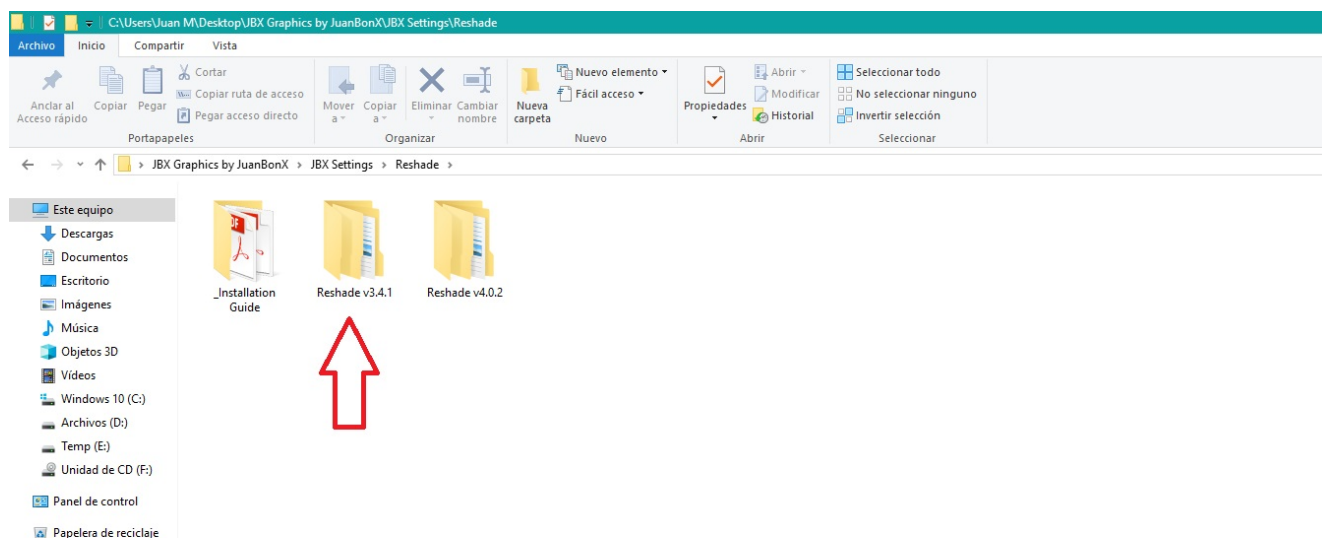 C:\Users\Juan M\Desktop\JBX Graphics by JuanBonX\JBX Settings\Reshade
Archivo Inicio Compartir Vista
Anclar al
Acceso rápido
Copiar
Pegar
Cortar
Copiar ruta de acceso
Pegar acceso directo
Portapapeles
Mover
a
Copiar
a
Eliminar
Cambiar
nombre
Organizar
Nueva
carpeta
Nuevo elemento
Fácil acceso
Nuevo
Propiedades
Abrir
Modificar
Historial
Abrir
Seleccionar todo
No seleccionar ninguno
Invertir selección
Seleccionar
JBX Graphics by JuanBonX > JBX Settings > Reshade >
Este equipo
Descargas
Documentos
Escritorio
Imágenes
Música
Objetos 3D
Vídeos
Windows 10 (C:)
Archivos (D:)
Temp (E:)
Unidad de CD (F:)
Panel de control
Papelera de reciclaje
_Installation
Guide
Reshade v3.4.1
Reshade v4.0.2